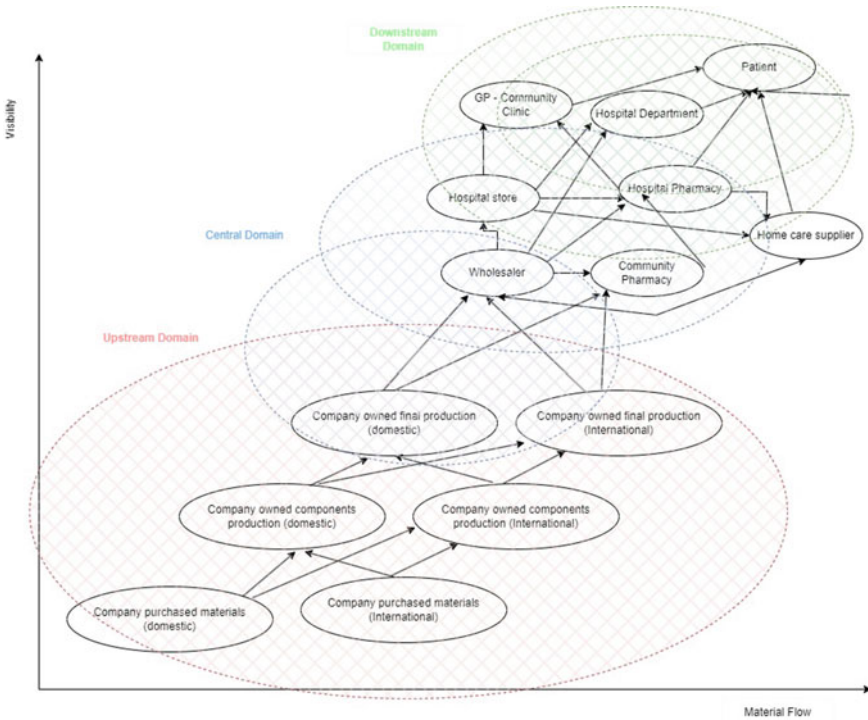 Downstream
Domain
Visibility
Patient
GP - Community
Clinic
Hospital Department
Hospital store
Hospital Pharmacy
Central Domain
Home care supplier
Wholesaler
Community
Pharmacy
Upstream Domain
Company owned final production
(domestic)
Company owned final production
(International)
Company owned components
production (domestic)
Company owned components
production (International)
Company purchased materials
(domestic)
Company purchased materials
(International)
Material Flow